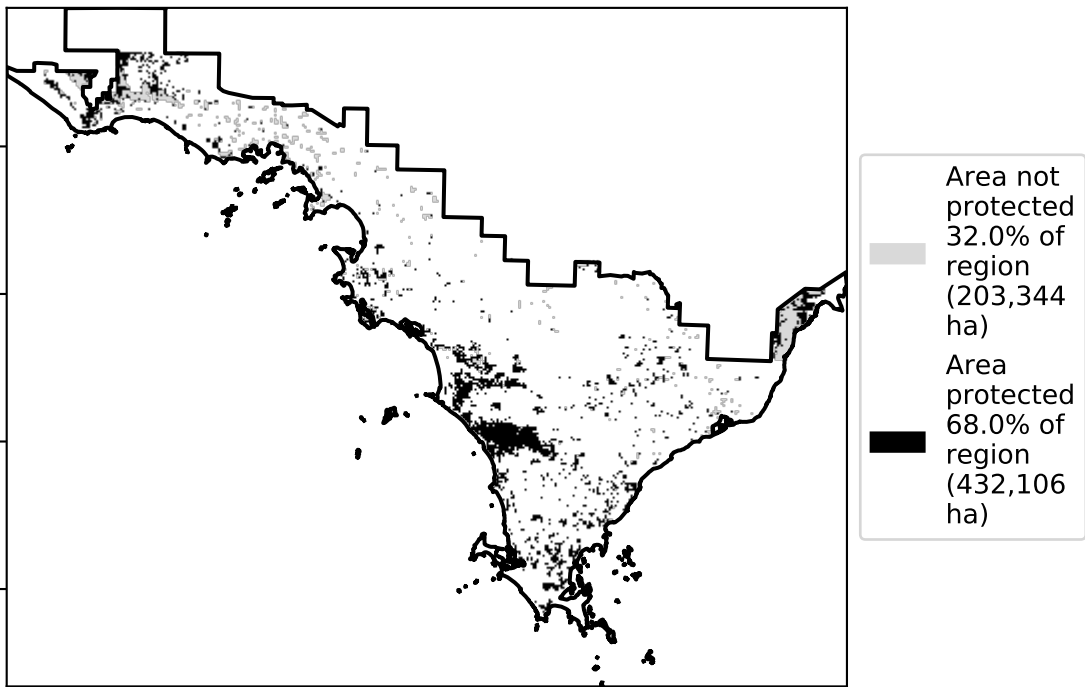 Area not
protected
32.0% of
region
(203,344
ha)
Area
protected
68.0% of
region
(432,106
ha)